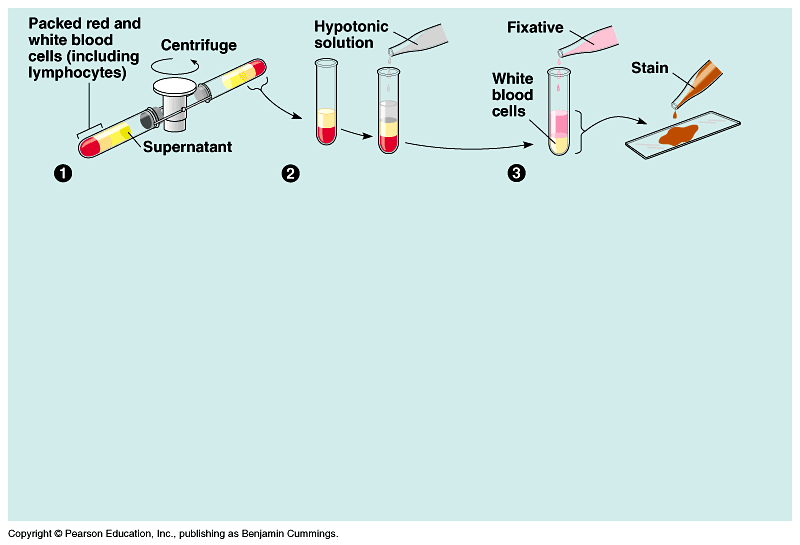 Packed red and
white blood
cells (including
lymphocytes)
Centrifuge
Supernatant
1
Hypotonic
solution
2
Fixative
White
blood
cells
Stain
3
Copyright © Pearson Education, Inc., publishing as Benjamin Cummings.